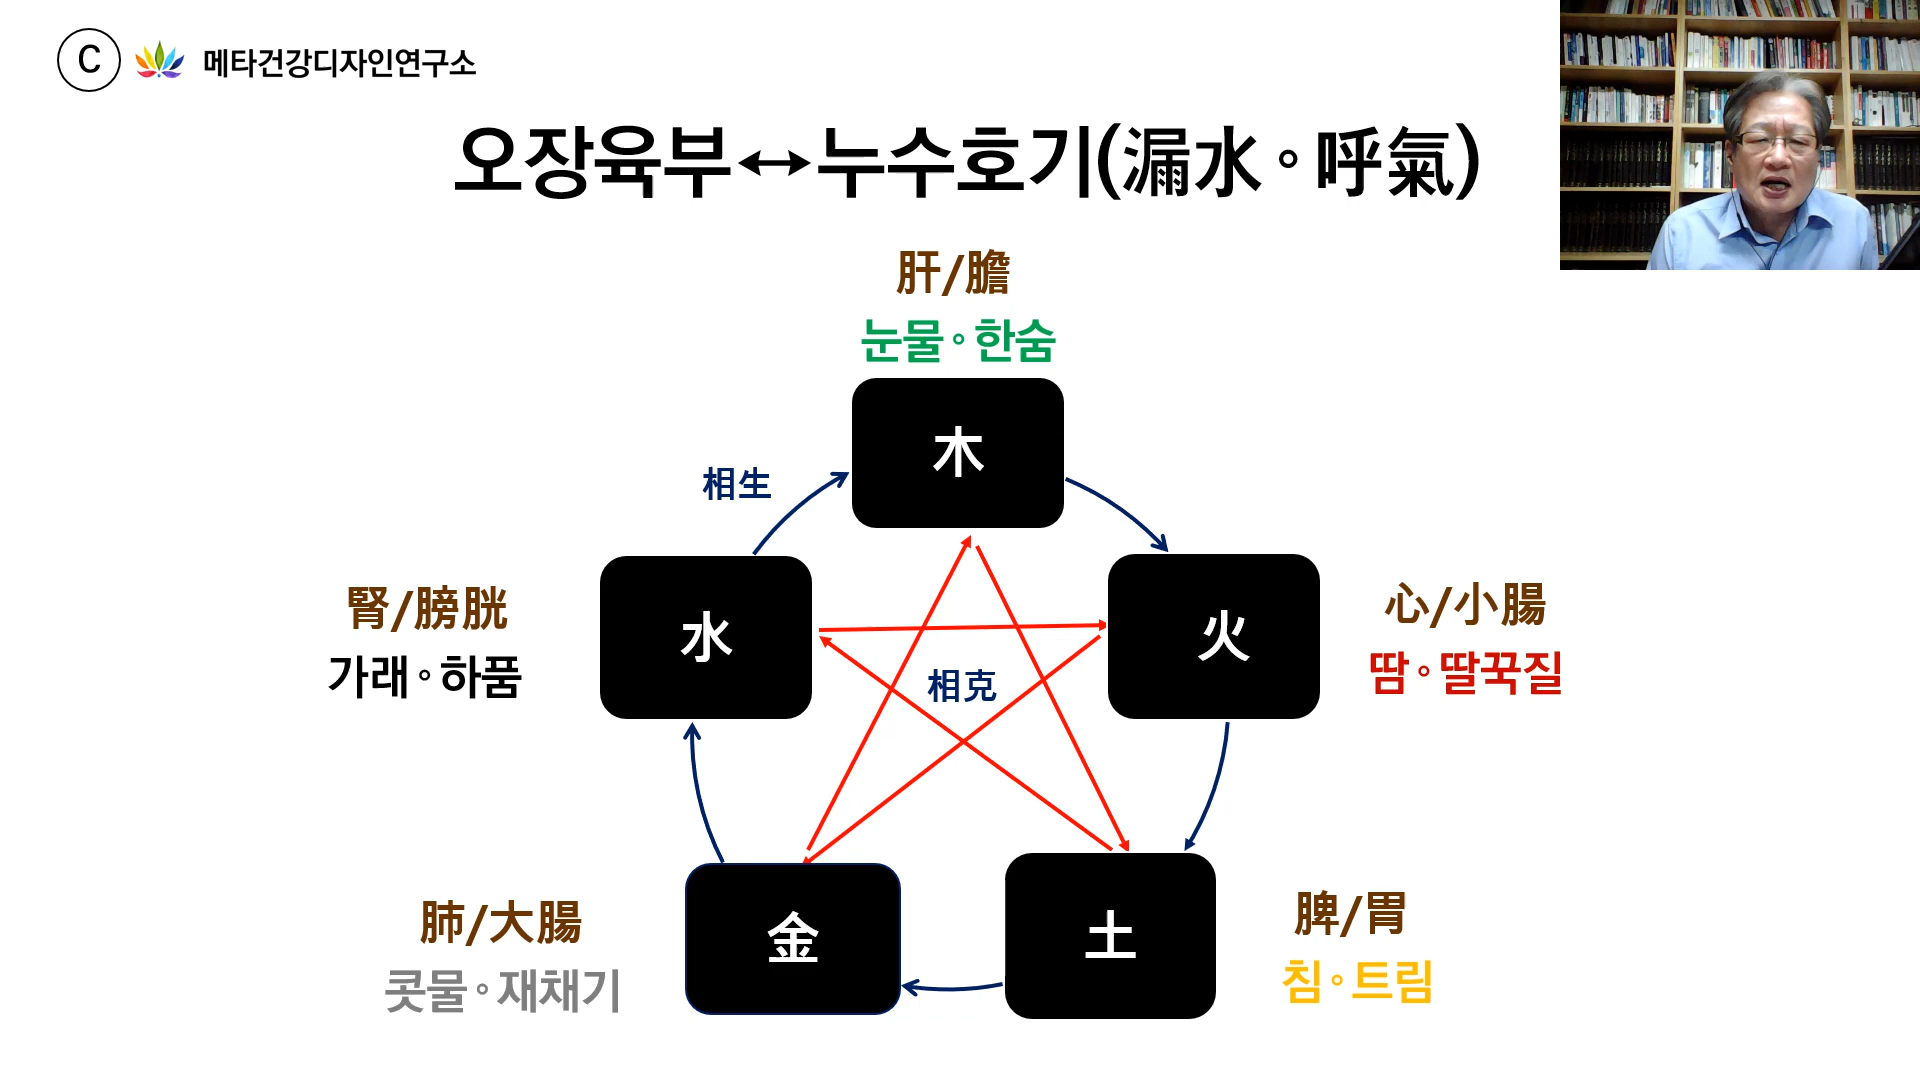 C 메타건강디자인연구소
오장육부↔누수호기(漏水∘呼氣)
肝/膽
눈물∘한숨
木
相生
腎/膀胱
가래∘하품
水
火
心/小腸
땀∘딸꾹질
相克
肺/大腸
콧물∘재채기
金
土
脾/胃
침∘트림